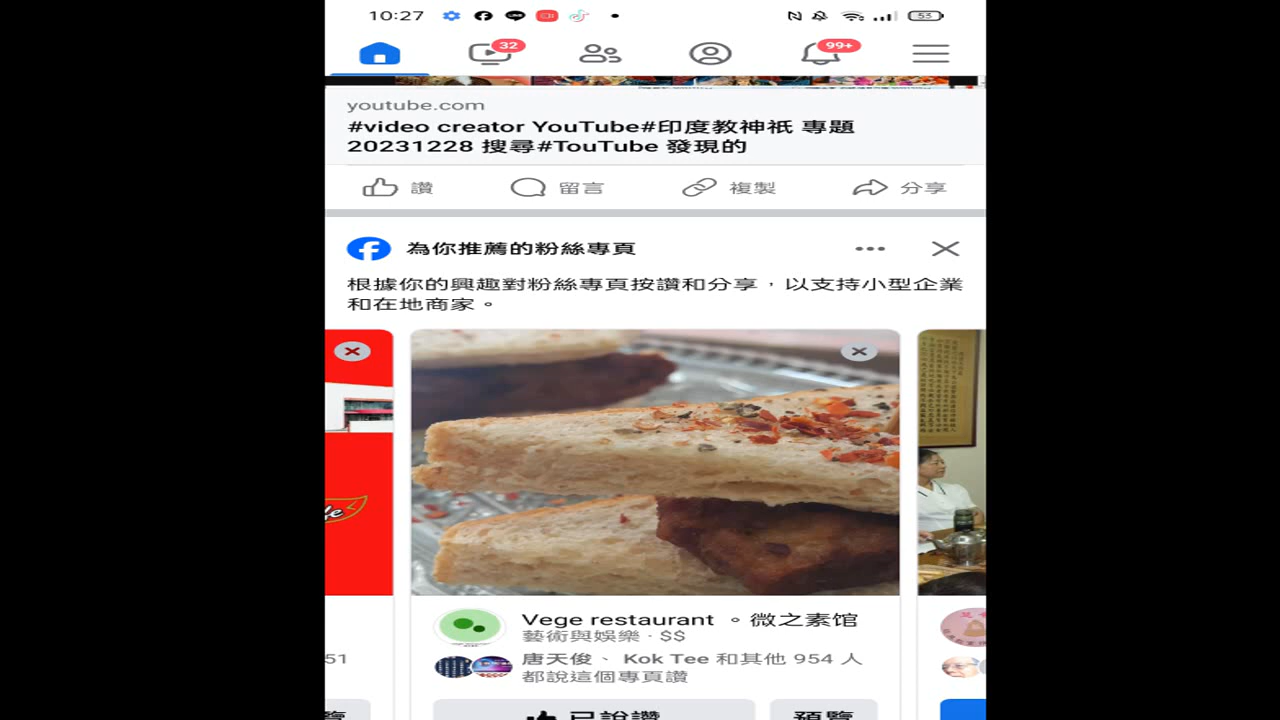 10:27
53
32
99+
youtube.com
#video creator YouTube#印度教神祇 專題
20231228 搜尋#TouTube 發現的
讚
留言
複製
分享
為你推薦的粉絲專頁
根據你的興趣對粉絲專頁按讚和分享，以支持小型企業
和在地商家。
Vege restaurant 。微之素馆
藝術與娛樂 · $$
51
唐天俊、 Kok Tee 和其他 954 人
都說這個專頁讚
已說讚
預覽